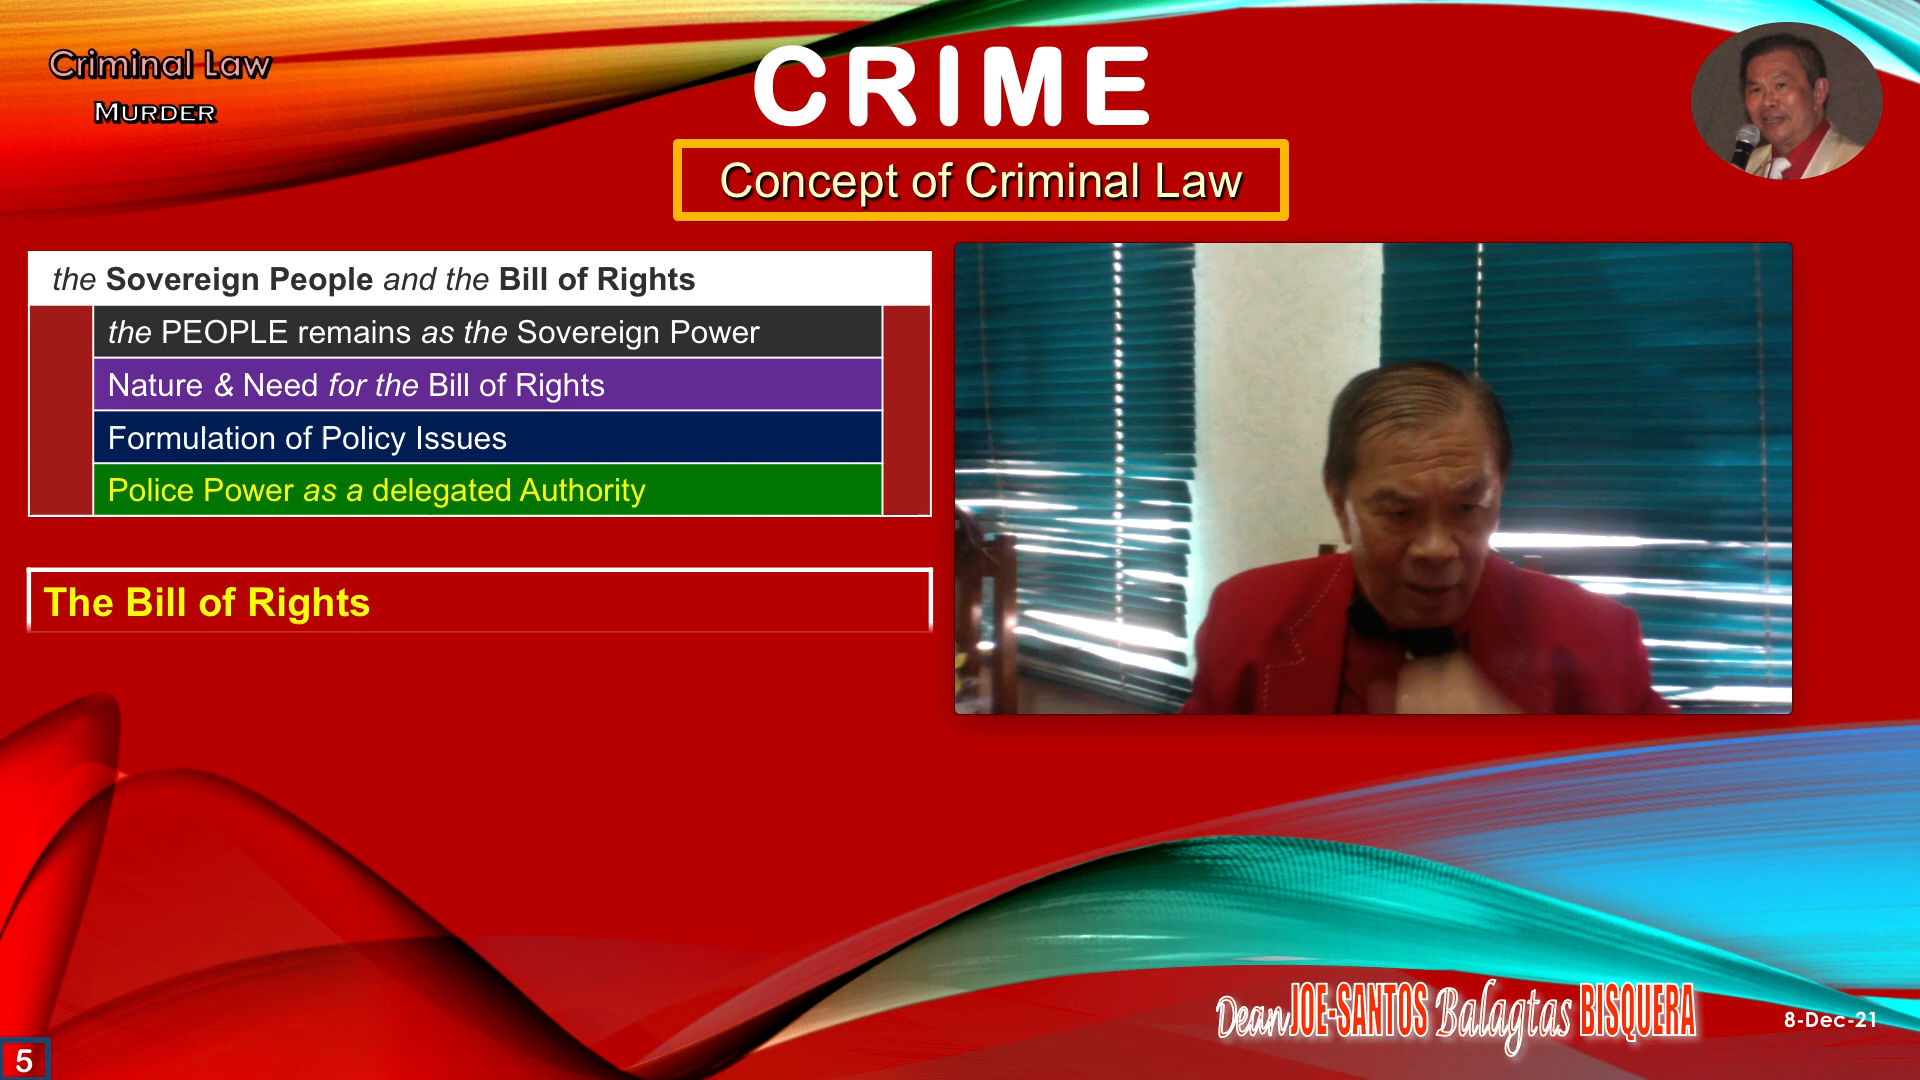 Criminal Law
MURDER
CRIME
Concept of Criminal Law
the Sovereign People and the Bill of Rights
the PEOPLE remains as the Sovereign Power
Nature & Need for the Bill of Rights
Formulation of Policy Issues
Police Power as a delegated Authority
The Bill of Rights
Dean JOE-SANTOS Balagtas BISQUERA
8-Dec-21
5